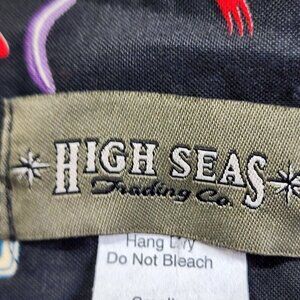 HIGH SEAS
Trading Co.
Hang Dry
Do Not Bleach